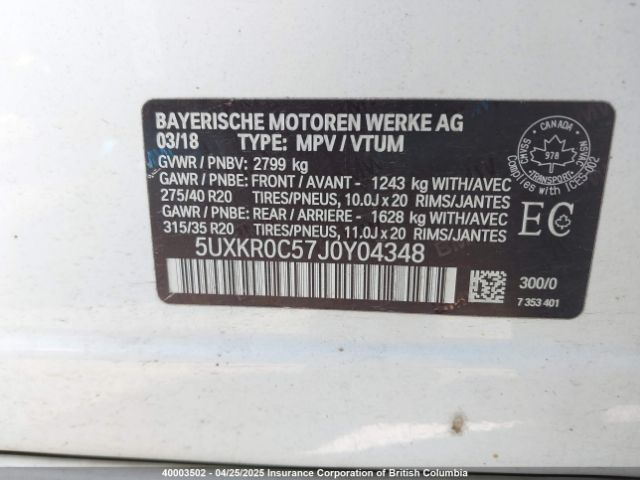 BAYERISCHE MOTOREN WERKE AG
03/18 TYPE: MPV / VTUM
GVWR / PNBV: 2799 kg
GAWR / PNBE: FRONT / AVANT - 1243 kg WITH/AVEC
275/40 R20 TIRES/PNEUS, 10.0J x 20 RIMS/JANTES
GAWR / PNBE: REAR / ARRIERE - 1628 kg WITH/AVEC
315/35 R20 TIRES/PNEUS, 11.0J x 20 RIMS/JANTES
5UXKR0C57J0Y04348
CANADA
CMVSS
NSVAC
978
TRANSPORT
Complies with ICES-002
EC
300/0
7 353 401
40003502 - 04/25/2025 Insurance Corporation of British Columbia